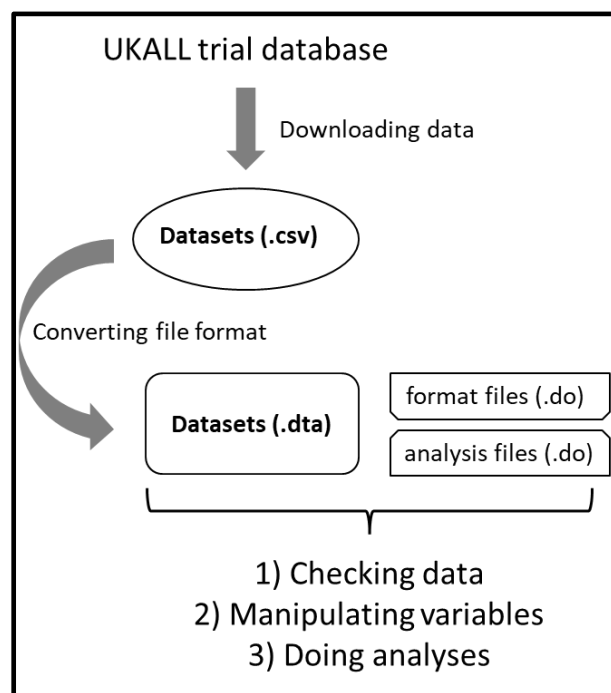 UKALL trial database
Downloading data
Datasets (.csv)
Converting file format
Datasets (.dta)
format files (.do)
analysis files (.do)
1) Checking data
2) Manipulating variables
3) Doing analyses